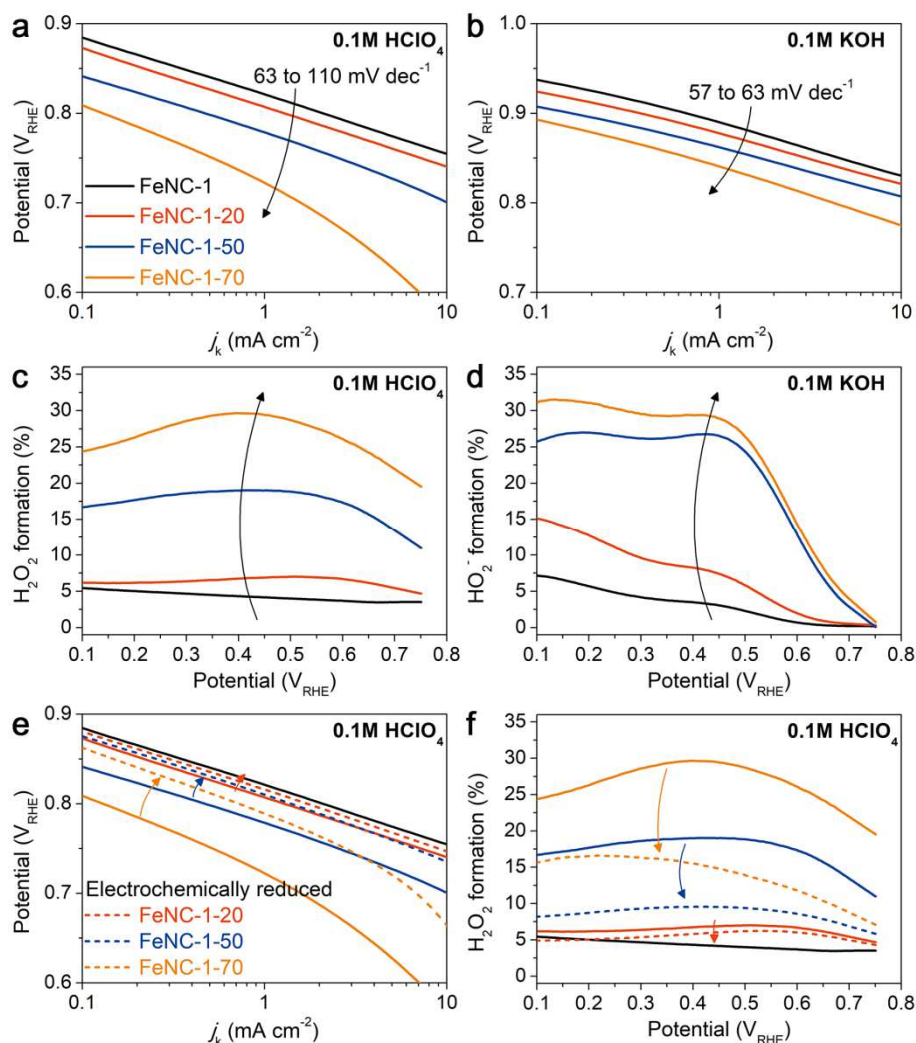 a
0.1M HClO₄
63 to 110 mV dec⁻¹
FeNC-1
FeNC-1-20
FeNC-1-50
FeNC-1-70
Potential (V_RHE)
0.9
0.8
0.7
0.6
0.1 1 10
j_k (mA cm⁻²)
b
0.1M KOH
57 to 63 mV dec⁻¹
Potential (V_RHE)
1.0
0.9
0.8
0.7
0.1 1 10
j_k (mA cm⁻²)
c
0.1M HClO₄
H₂O₂ formation (%)
35
30
25
20
15
10
5
0
0.1 0.2 0.3 0.4 0.5 0.6 0.7 0.8
Potential (V_RHE)
d
0.1M KOH
HO₂⁻ formation (%)
35
30
25
20
15
10
5
0
0.1 0.2 0.3 0.4 0.5 0.6 0.7 0.8
Potential (V_RHE)
e
0.1M HClO₄
Potential (V_RHE)
0.9
0.8
0.7
0.6
Electrochemically reduced
FeNC-1-20
FeNC-1-50
FeNC-1-70
0.1 1 10
j_k (mA cm⁻²)
f
0.1M HClO₄
H₂O₂ formation (%)
35
30
25
20
15
10
5
0
0.1 0.2 0.3 0.4 0.5 0.6 0.7 0.8
Potential (V_RHE)